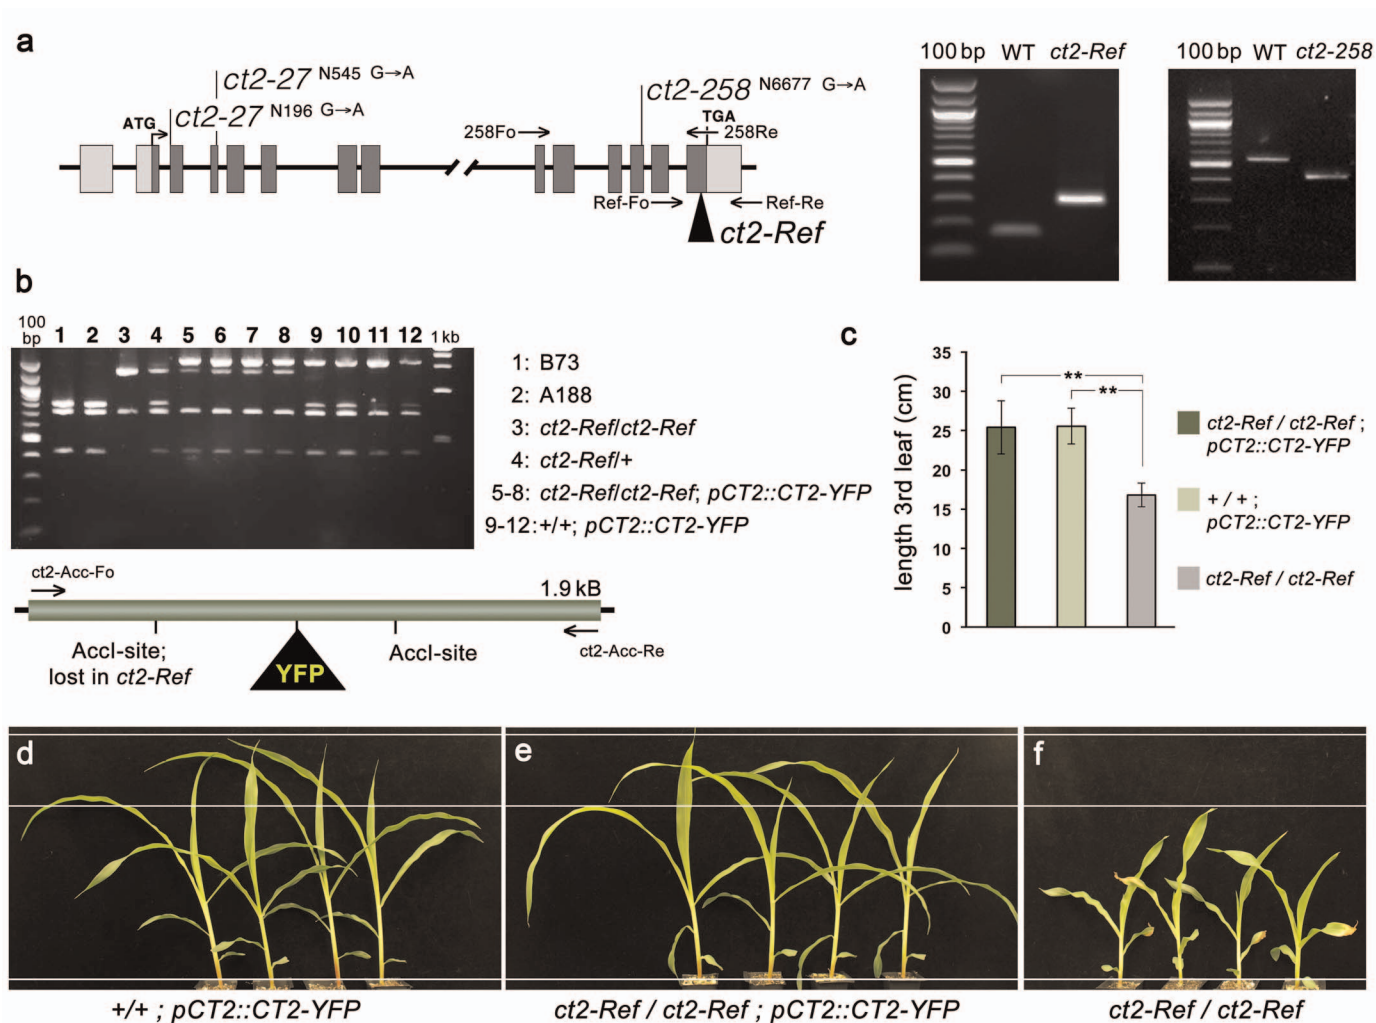 a
ct2-27 N545 G→A
ct2-27 N196 G→A
ATG
258Fo
ct2-258 N6677 G→A
TGA
258Re
Ref-Fo
Ref-Re
ct2-Ref
100 bp WT ct2-Ref
100 bp WT ct2-258
b
100 bp 1 2 3 4 5 6 7 8 9 10 11 12 1 kb
1: B73
2: A188
3: ct2-Ref/ct2-Ref
4: ct2-Ref/+
5-8: ct2-Ref/ct2-Ref; pCT2::CT2-YFP
9-12: +/+; pCT2::CT2-YFP
ct2-Acc-Fo
1.9 kB
AccI-site;
lost in ct2-Ref
YFP
AccI-site
ct2-Acc-Re
c
length 3rd leaf (cm)
35
30
25
20
15
10
5
0
**
**
ct2-Ref / ct2-Ref ;
pCT2::CT2-YFP
+ / + ;
pCT2::CT2-YFP
ct2-Ref / ct2-Ref
d
e
f
+/+ ; pCT2::CT2-YFP
ct2-Ref / ct2-Ref ; pCT2::CT2-YFP
ct2-Ref / ct2-Ref